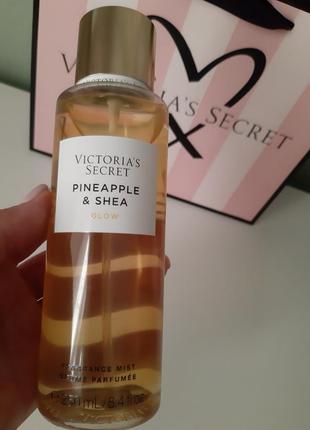 VICTORIA'S SECRET
VICTORIA'S
SECRET
PINEAPPLE
& SHEA
GLOW
FRAGRANCE MIST
BRUME PARFUMÉE
250 mL/8.4 fl oz